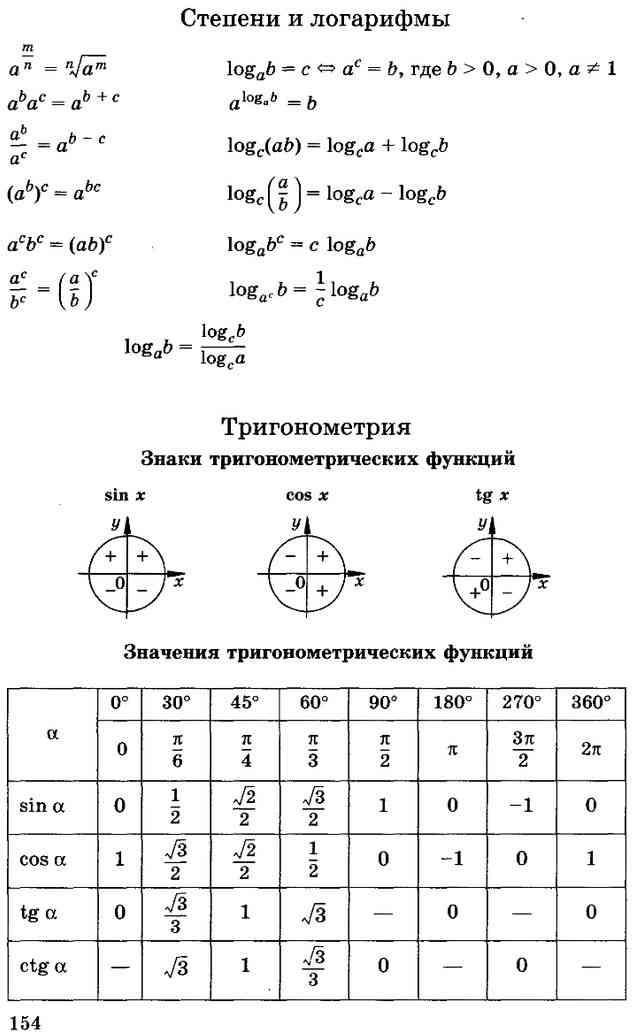 Степени и логарифмы
a^(m/n) = ⁿ√(a^m)    log_a b = c ⇔ a^c = b, где b > 0, a > 0, a ≠ 1
a^b a^c = a^(b + c)    a^(log_a b) = b
a^b / a^c = a^(b − c)    log_c(ab) = log_c a + log_c b
(a^b)^c = a^(bc)    log_c(a/b) = log_c a − log_c b
a^c b^c = (ab)^c    log_a b^c = c log_a b
a^c / b^c = (a/b)^c    log_(a^c) b = 1/c log_a b
log_a b = log_c b / log_c a
Тригонометрия
Знаки тригонометрических функций
sin x    cos x    tg x
y    y    y
+ +    − +    − +
0 x    0 x    0 x
− −    − +    + −
Значения тригонометрических функций
α    0°    30°    45°    60°    90°    180°    270°    360°
0    π/6    π/4    π/3    π/2    π    3π/2    2π
sin α    0    1/2    √2/2    √3/2    1    0    −1    0
cos α    1    √3/2    √2/2    1/2    0    −1    0    1
tg α    0    √3/3    1    √3    —    0    —    0
ctg α    —    √3    1    √3/3    0    —    0    —
154